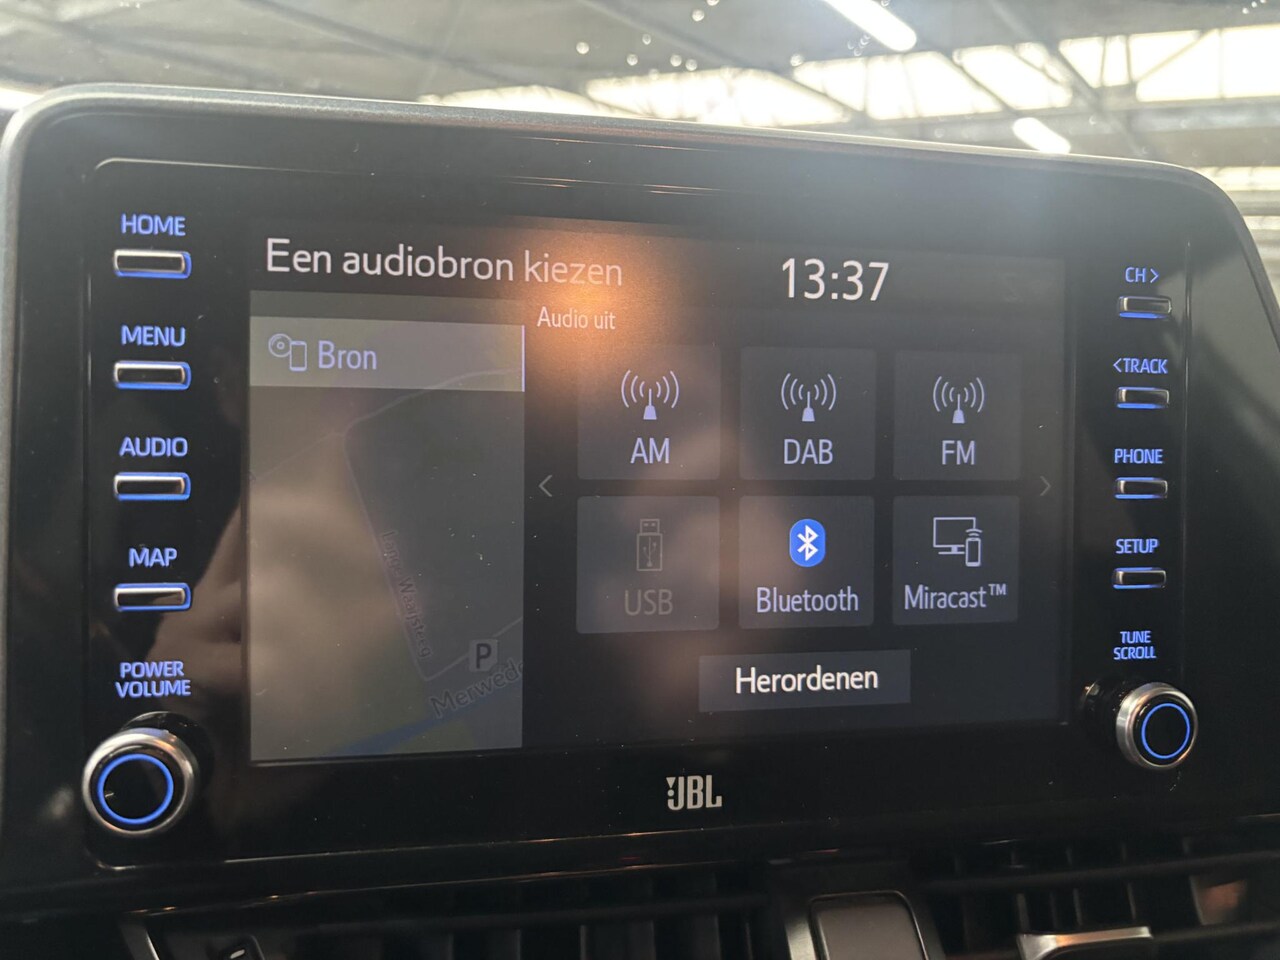 HOME
MENU
AUDIO
MAP
POWER
VOLUME
Een audiobron kiezen
13:37
Audio uit
Bron
AM
DAB
FM
USB
Bluetooth
Miracast™
Herordenen
P
JBL
CH >
< TRACK
PHONE
SETUP
TUNE
SCROLL